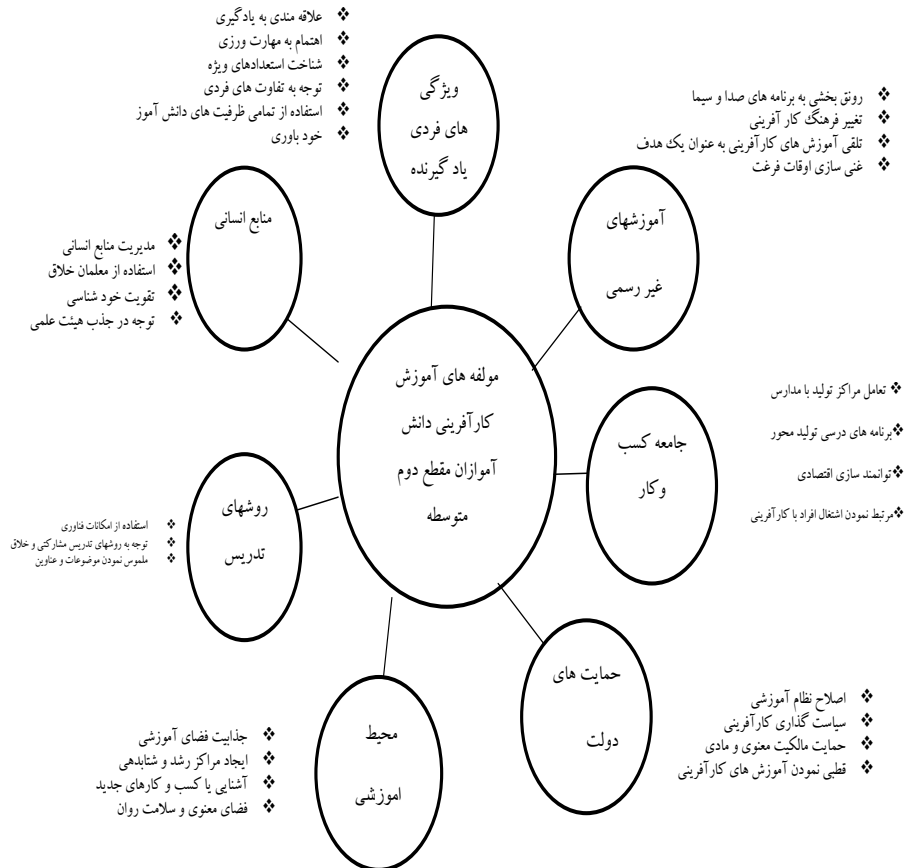 ❖ علاقه مندی به یادگیری
❖ اهتمام به مهارت ورزی
❖ شناخت استعدادهای ویژه
❖ توجه به تفاوت های فردی
❖ استفاده از تمامی ظرفیت های دانش آموز
❖ خود باوری
ویژگی
های فردی
یاد گیرنده
❖ رونق بخشی به برنامه های صدا و سیما
❖ تغییر فرهنگ کار آفرینی
❖ تلقی آموزش های کارآفرینی به عنوان یک هدف
❖ غنی سازی اوقات فرغت
آموزشهای
غیر رسمی
منابع انسانی
❖ مدیریت منابع انسانی
❖ استفاده از معلمان خلاق
❖ تقویت خود شناسی
❖ توجه در جذب هیئت علمی
مولفه های آموزش
کارآفرینی دانش
آموازان مقطع دوم
متوسطه
❖ تعامل مراکز تولید با مدارس
❖برنامه های درسی تولید محور
❖توانمند سازی اقتصادی
❖مرتبط نمودن اشتغال افراد با کارآفرینی
جامعه کسب
وکار
روشهای
تدریس
❖ استفاده از امکانات فناوری
❖ توجه به روشهای تدریس مشارکتی و خلاق
❖ ملموس نمودن موضوعات و عناوین
حمایت های
دولت
❖ اصلاح نظام آموزشی
❖ سیاست گذاری کارآفرینی
❖ حمایت مالکیت معنوی و مادی
❖ قطبی نمودن آموزش های کارآفرینی
محیط
اموزشی
❖ جذابیت فضای آموزشی
❖ ایجاد مراکز رشد و شتابدهی
❖ آشنایی یا کسب و کارهای جدید
❖ فضای معنوی و سلامت روان